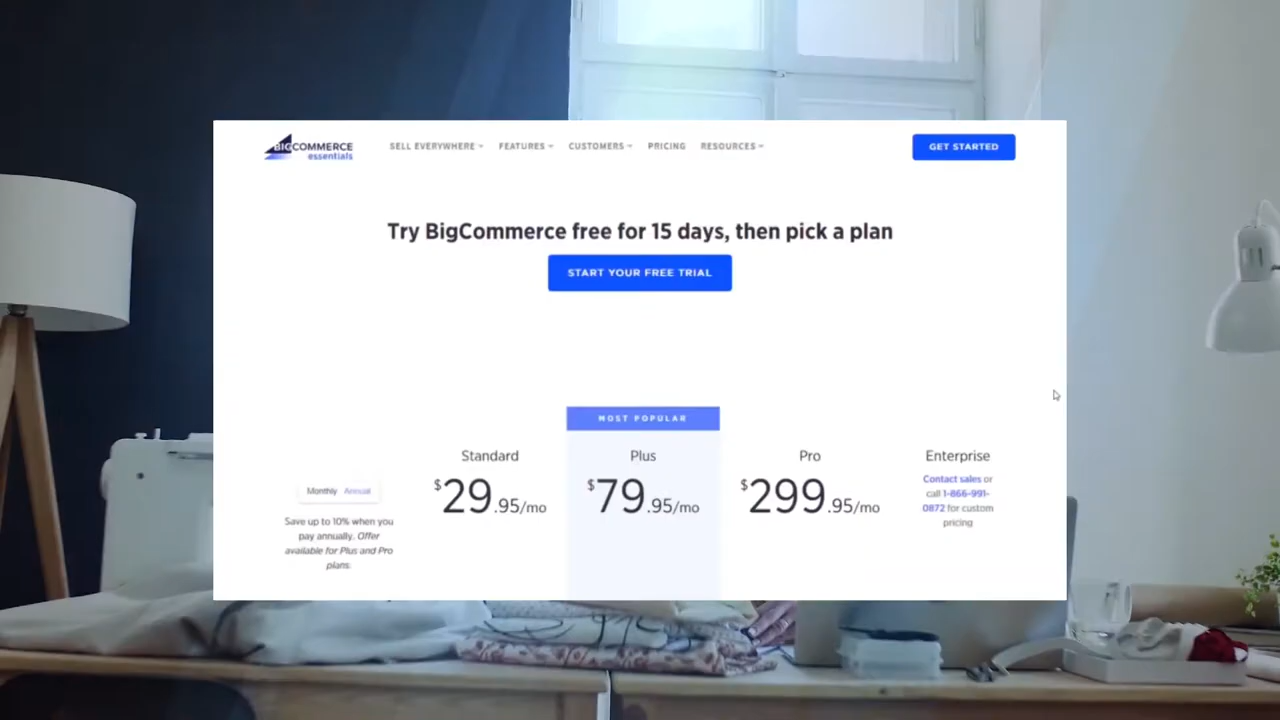 BIGCOMMERCE
essentials
SELL EVERYWHERE
FEATURES
CUSTOMERS
PRICING
RESOURCES
GET STARTED
Try BigCommerce free for 15 days, then pick a plan
START YOUR FREE TRIAL
MOST POPULAR
Monthly Annual
Save up to 10% when you
pay annually. Offer
available for Plus and Pro
plans.
Standard
$29.95/mo
Plus
$79.95/mo
Pro
$299.95/mo
Enterprise
Contact sales or
call 1-866-991-
0872 for custom
pricing